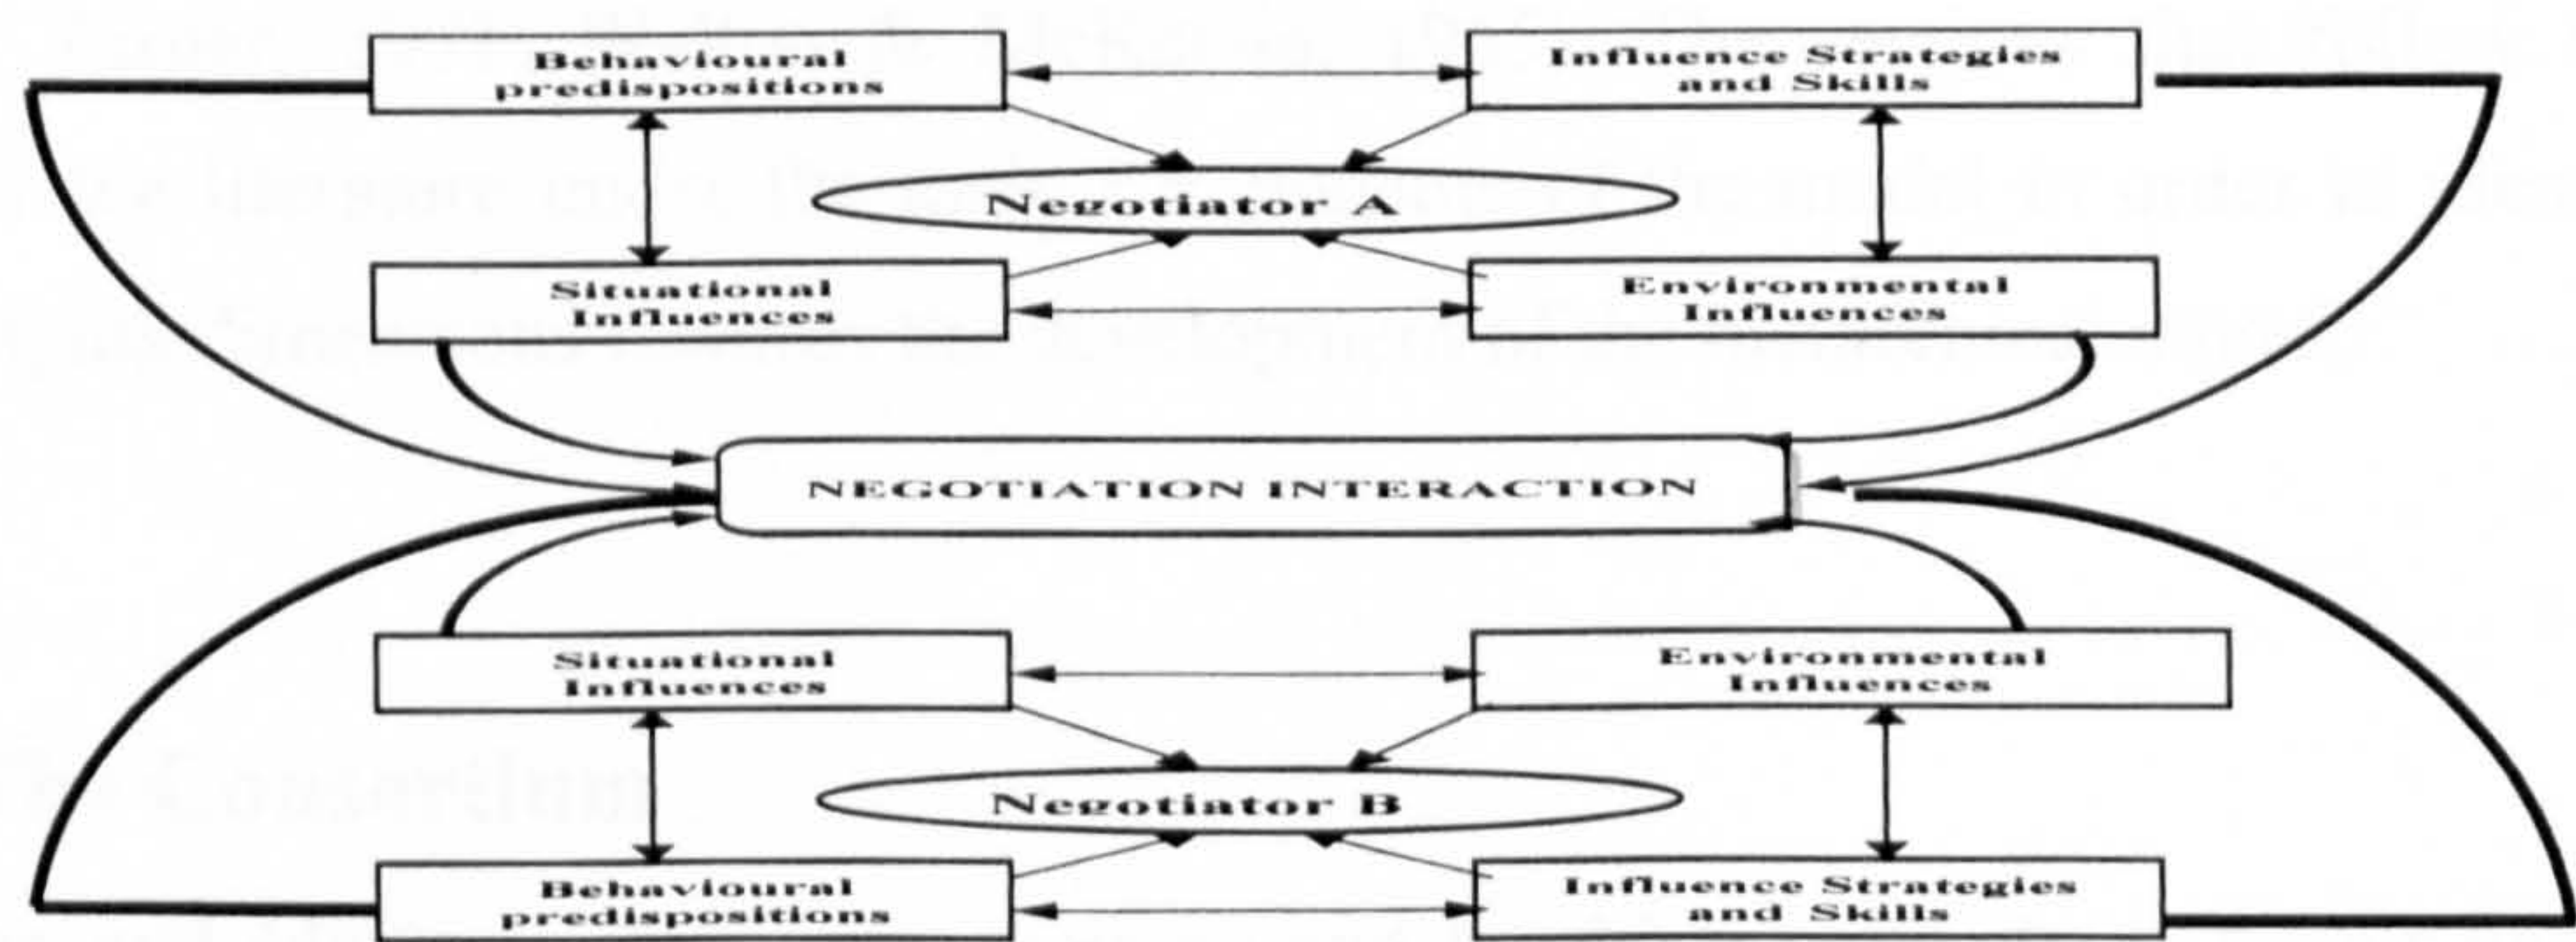 Behavioural
predispositions
Influence Strategies
and Skills
Negotiator A
Situational
Influences
Environmental
Influences
NEGOTIATION INTERACTION
Situational
Influences
Environmental
Influences
Negotiator B
Behavioural
predispositions
Influence Strategies
and Skills